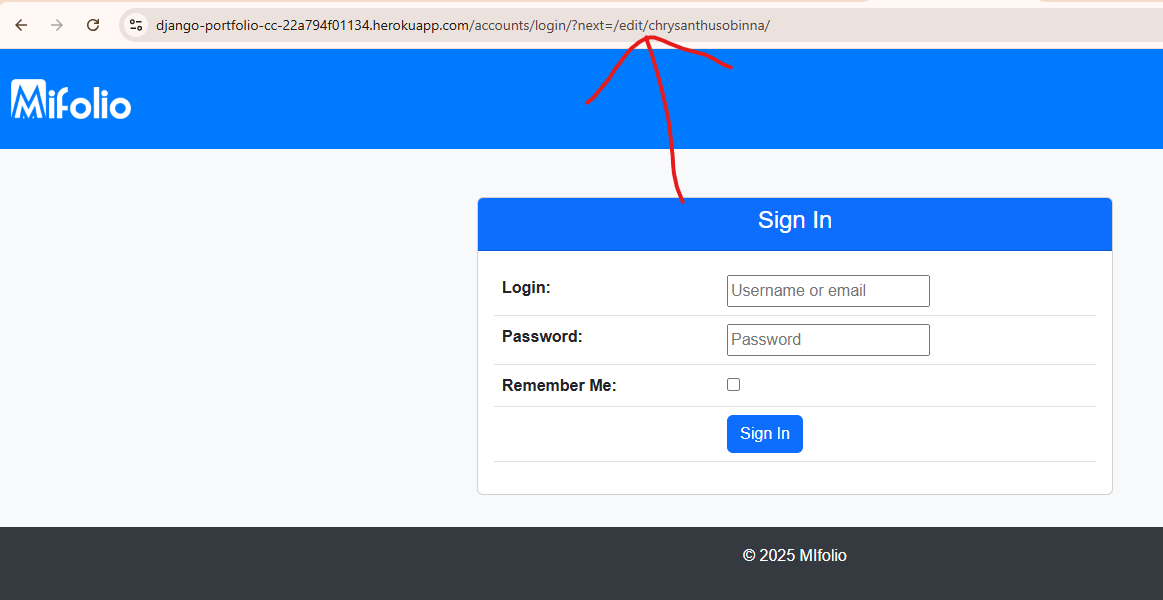 django-portfolio-cc-22a794f01134.herokuapp.com/accounts/login/?next=/edit/chrysanthusobinna/
Mifolio
Sign In
Login: Username or email
Password: Password
Remember Me:
Sign In
© 2025 MIfolio